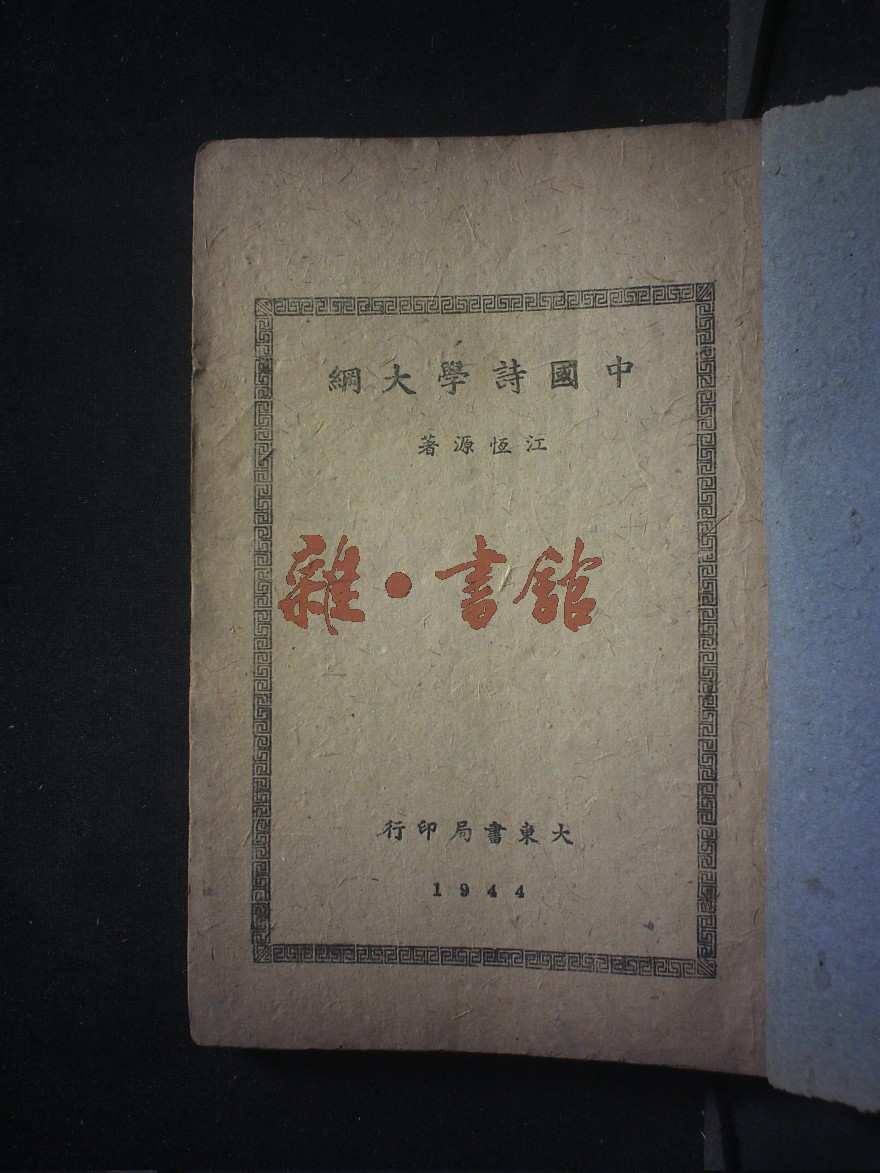 中國詩學大綱
江恆源著
雜·書館
大東書局印行
1944